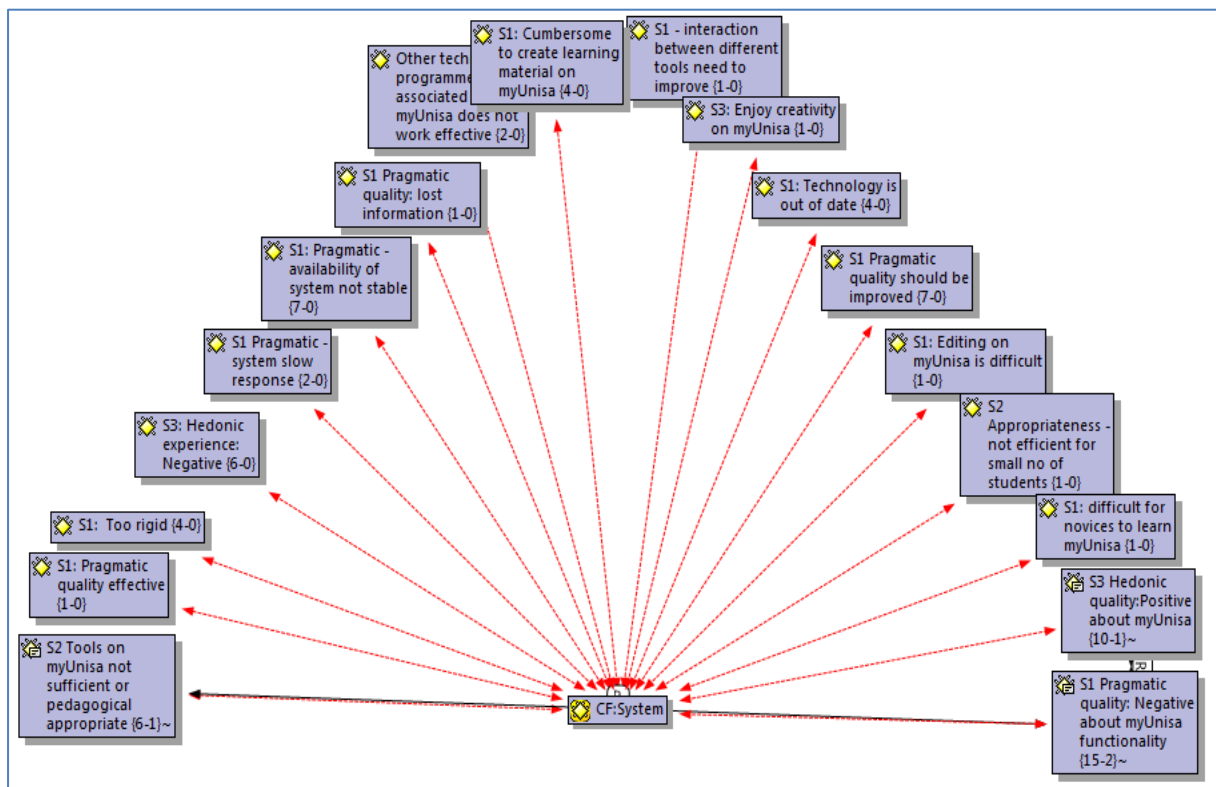 S1: Cumbersome
to create learning
material on
myUnisa {4-0}
S1 - interaction
between different
tools need to
improve {1-0}
Other tech
programme
associated
myUnisa does not
work effective {2-0}
S3: Enjoy creativity
on myUnisa {1-0}
S1 Pragmatic
quality: lost
information {1-0}
S1: Technology is
out of date {4-0}
S1: Pragmatic -
availability of
system not stable
{7-0}
S1 Pragmatic
quality should be
improved {7-0}
S1 Pragmatic -
system slow
response {2-0}
S1: Editing on
myUnisa is difficult
{1-0}
S2
Appropriateness -
not efficient for
small no of
students {1-0}
S3: Hedonic
experience:
Negative {6-0}
S1: difficult for
novices to learn
myUnisa {1-0}
S1:  Too rigid {4-0}
S1: Pragmatic
quality effective
{1-0}
S3 Hedonic
quality:Positive
about myUnisa
{10-1}~
S2 Tools on
myUnisa not
sufficient or
pedagogical
appropriate {6-1}~
R
S1 Pragmatic
quality: Negative
about myUnisa
functionality
{15-2}~
CF:System